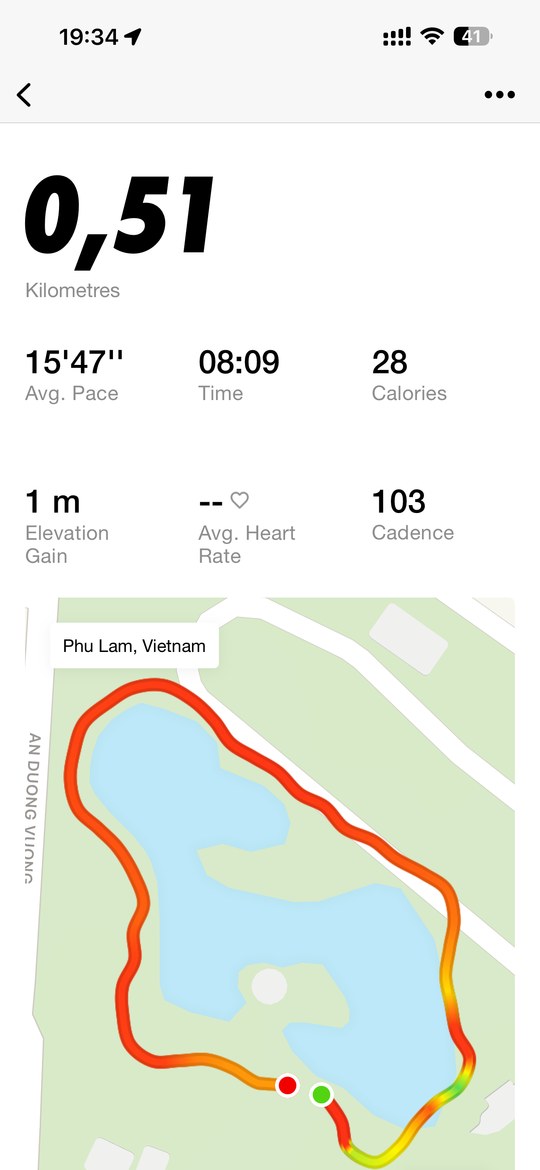 19:34
41
0,51
Kilometres
15'47''
08:09
28
Avg. Pace
Time
Calories
1 m
--
103
Elevation
Gain
Avg. Heart
Rate
Cadence
Phu Lam, Vietnam
AN DUONG VUONG